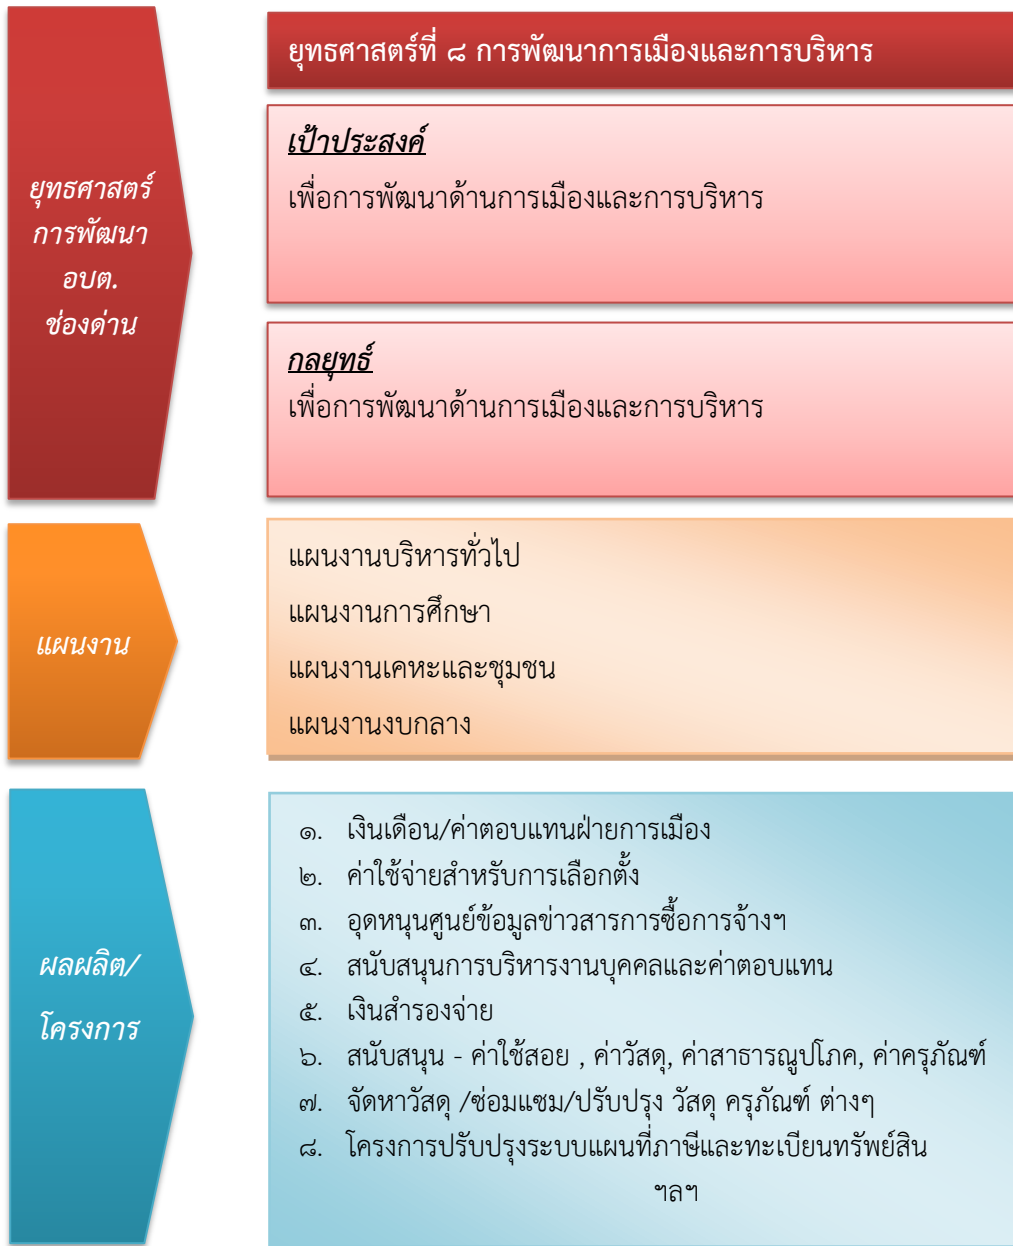 ยุทธศาสตร์
การพัฒนา
อบต.
ช่องด่าน
ยุทธศาสตร์ที่ ๘ การพัฒนาการเมืองและการบริหาร
เป้าประสงค์
เพื่อการพัฒนาด้านการเมืองและการบริหาร
กลยุทธ์
เพื่อการพัฒนาด้านการเมืองและการบริหาร
แผนงาน
แผนงานบริหารทั่วไป
แผนงานการศึกษา
แผนงานเคหะและชุมชน
แผนงานงบกลาง
ผลผลิต/
โครงการ
๑. เงินเดือน/ค่าตอบแทนฝ่ายการเมือง
๒. ค่าใช้จ่ายสำหรับการเลือกตั้ง
๓. อุดหนุนศูนย์ข้อมูลข่าวสารการซื้อการจ้างฯ
๔. สนับสนุนการบริหารงานบุคคลและค่าตอบแทน
๕. เงินสำรองจ่าย
๖. สนับสนุน - ค่าใช้สอย , ค่าวัสดุ, ค่าสาธารณูปโภค, ค่าครุภัณฑ์
๗. จัดหาวัสดุ /ซ่อมแซม/ปรับปรุง วัสดุ ครุภัณฑ์ ต่างๆ
๘. โครงการปรับปรุงระบบแผนที่ภาษีและทะเบียนทรัพย์สิน
ฯลฯ